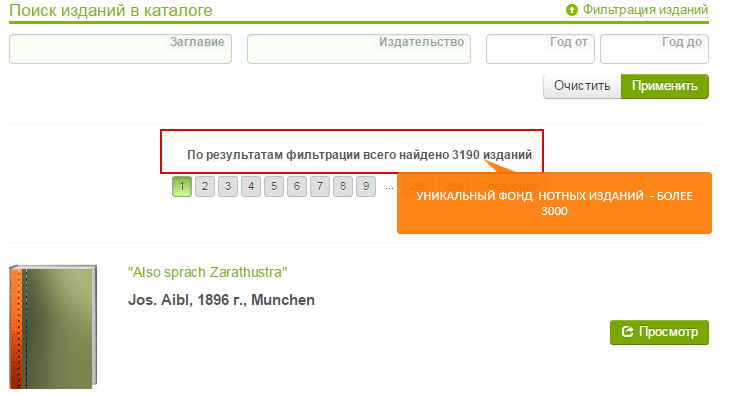 Поиск изданий в каталоге
Фильтрация изданий
Заглавие Издательство Год от Год до
Очистить Применить
По результатам фильтрации всего найдено 3190 изданий
1 2 3 4 5 6 7 8 9 ...
УНИКАЛЬНЫЙ ФОНД НОТНЫХ ИЗДАНИЙ - БОЛЕЕ
3000
"Also sprach Zarathustra"
Jos. Aibl, 1896 г., Munchen
Просмотр